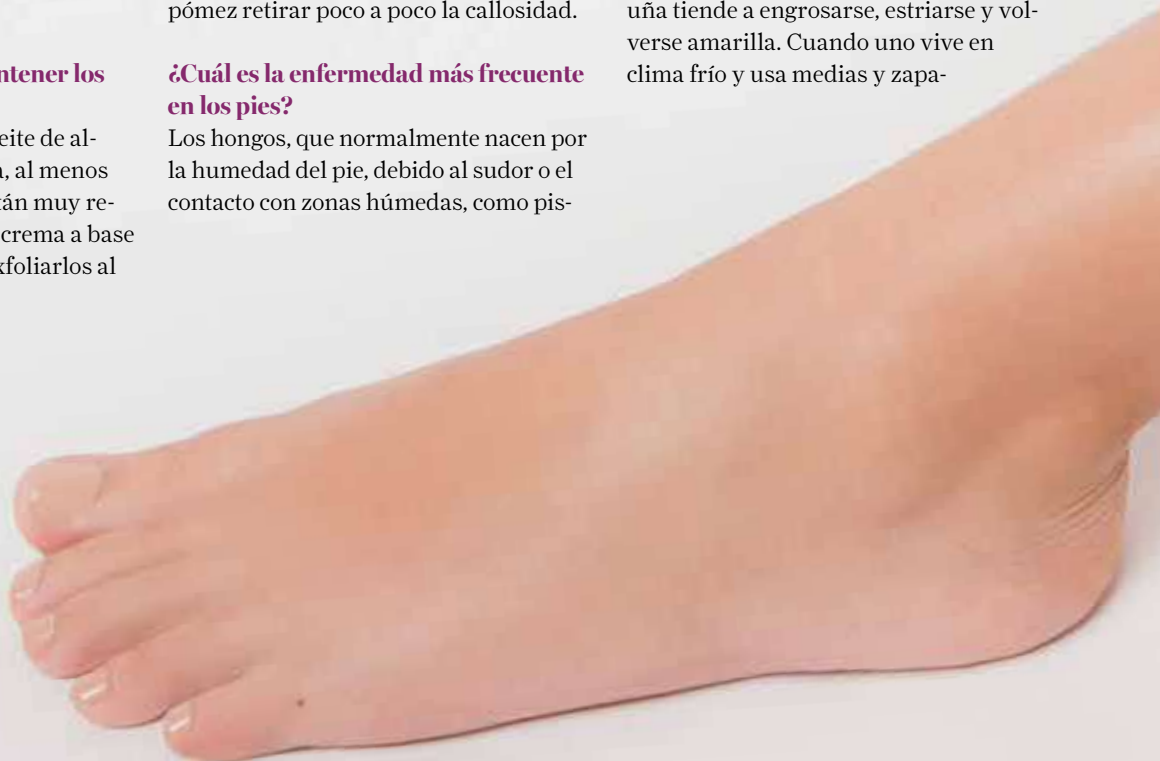 ntener los
eite de al-
a, al menos
tán muy re-
crema a base
xfoliarlos al
pómez retirar poco a poco la callosidad.
¿Cuál es la enfermedad más frecuente
en los pies?
Los hongos, que normalmente nacen por
la humedad del pie, debido al sudor o el
contacto con zonas húmedas, como pis-
uña tiende a engrosarse, estriarse y vol-
verse amarilla. Cuando uno vive en
clima frío y usa medias y zapa-